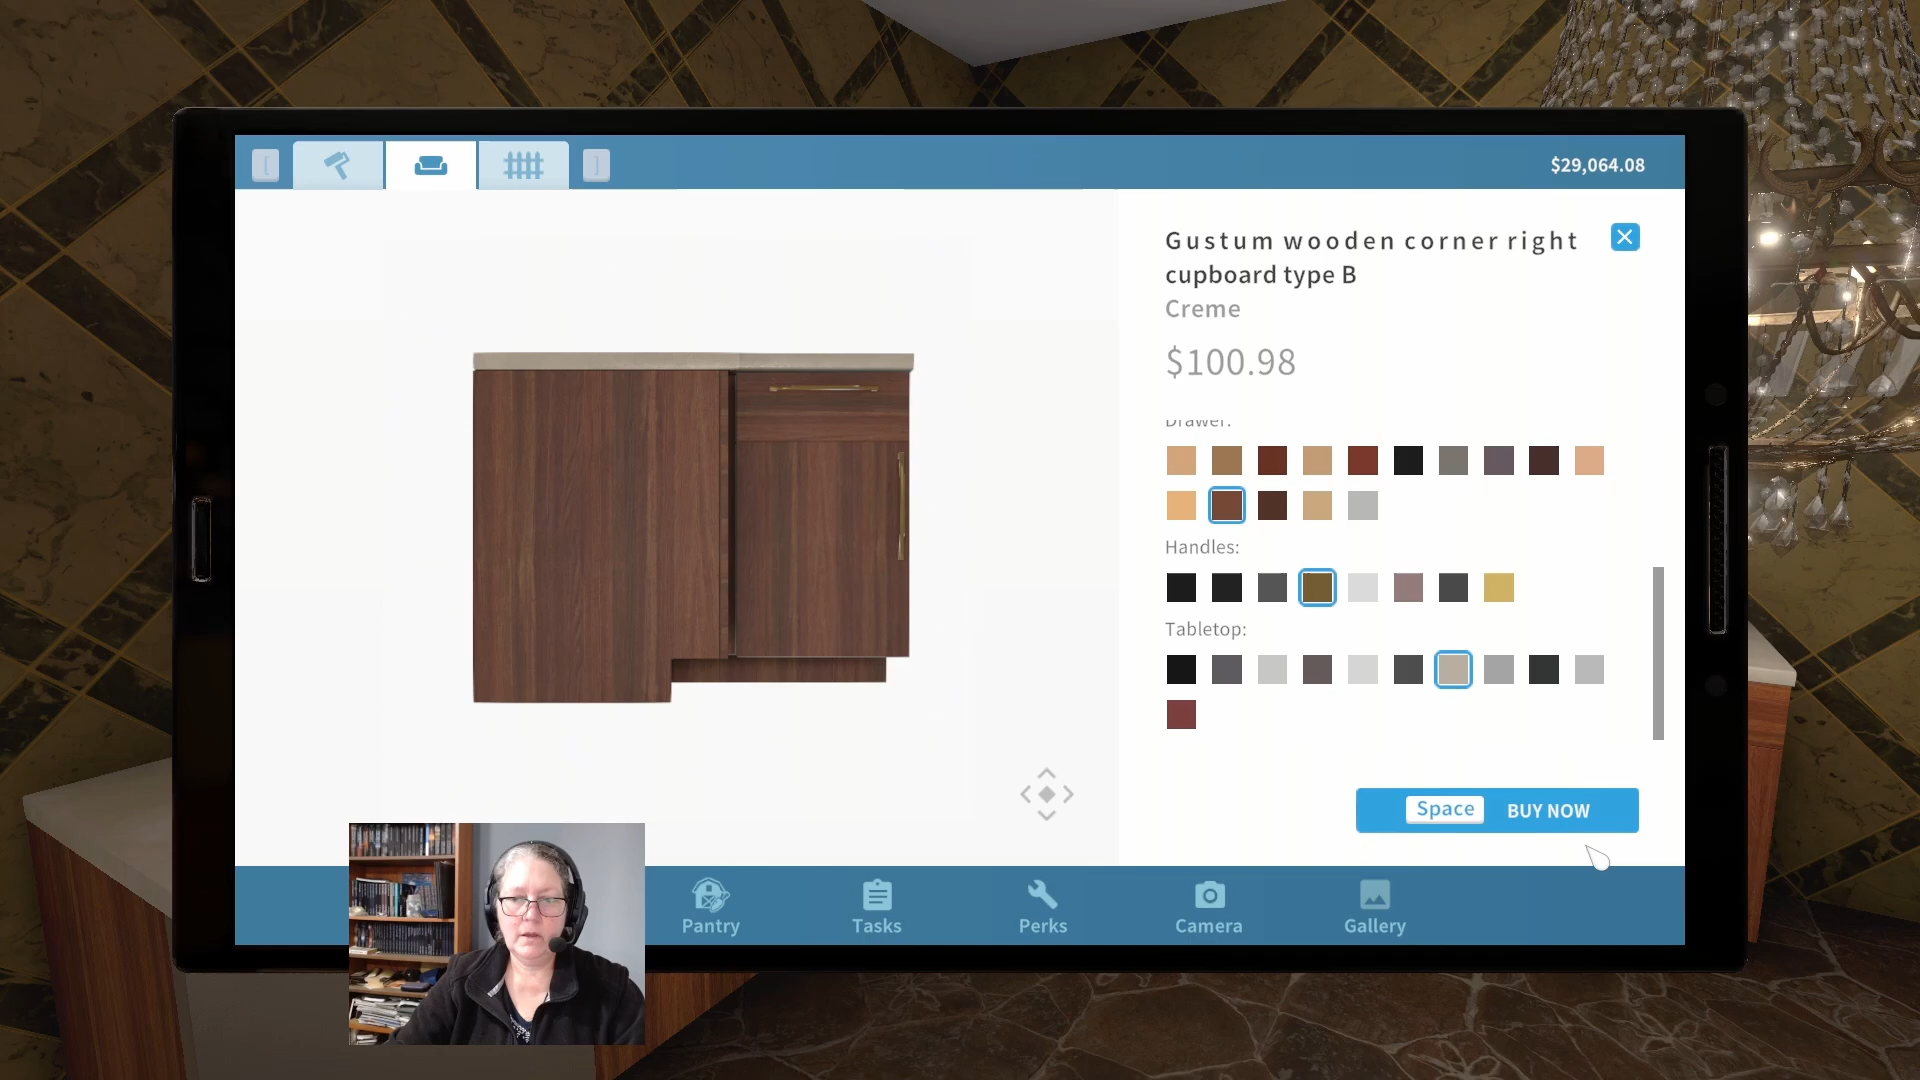 [
]
$29,064.08
Gustum wooden corner right
cupboard type B
Creme
$100.98
Drawer:
Handles:
Tabletop:
Space BUY NOW
Pantry
Tasks
Perks
Camera
Gallery